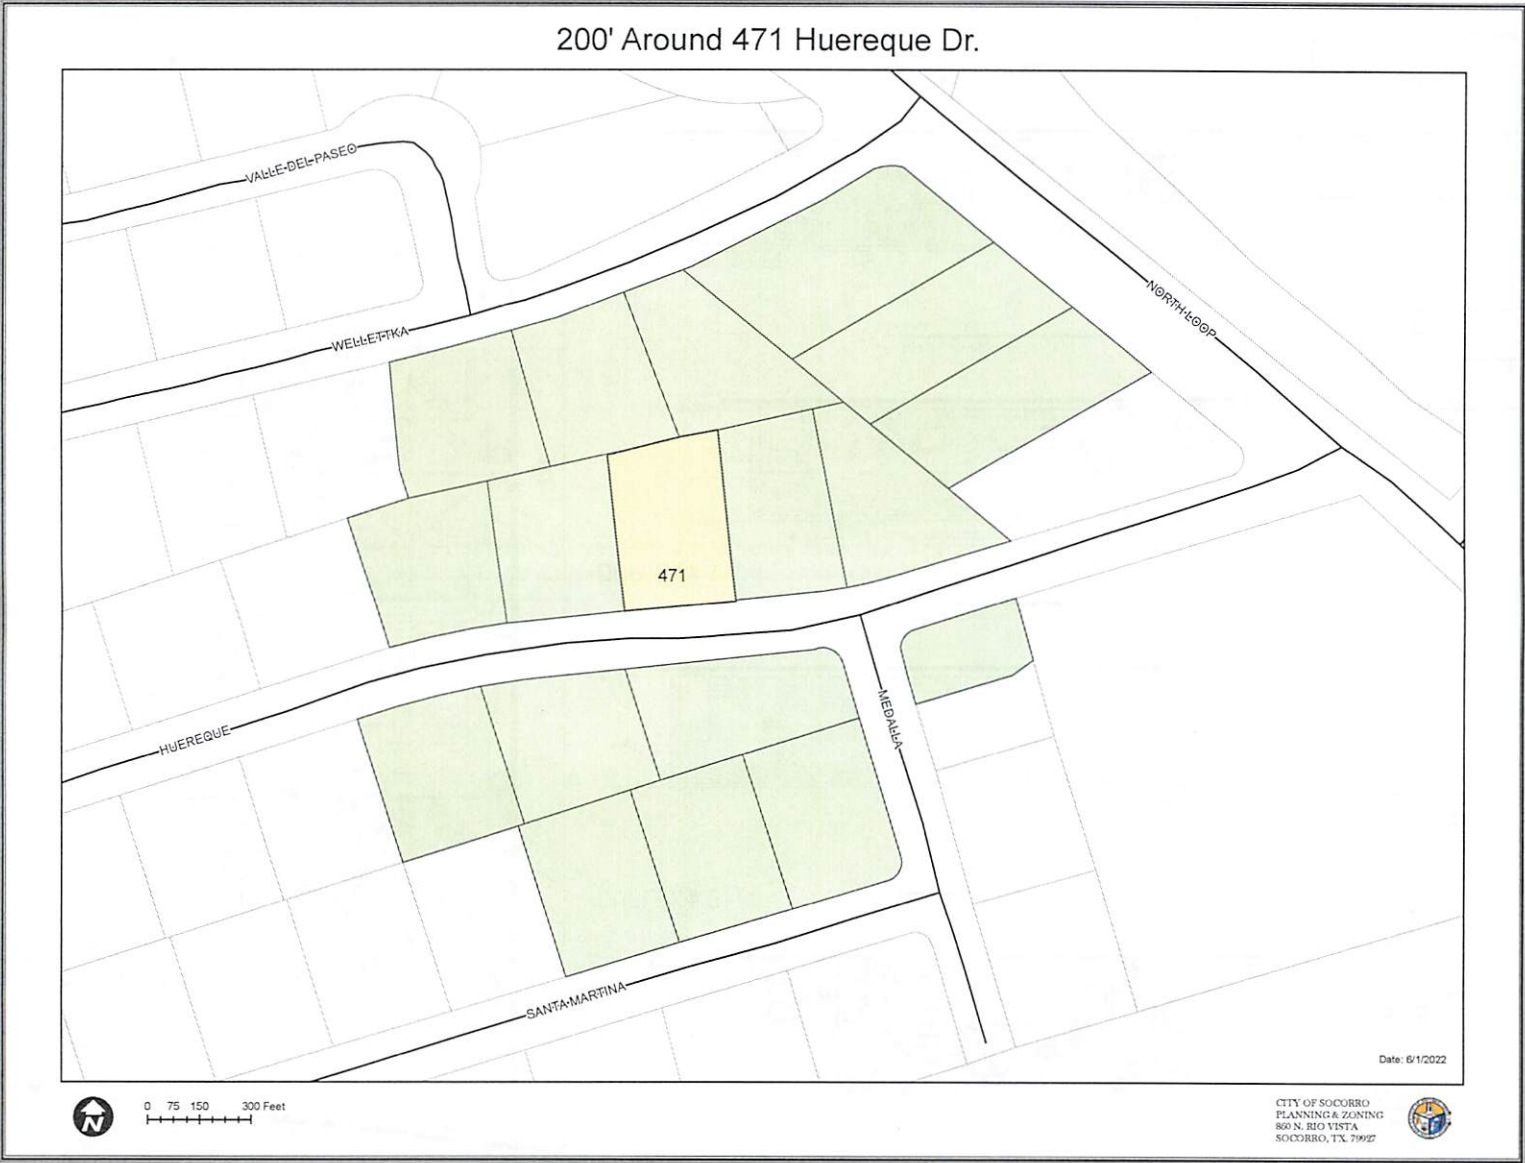 200' Around 471 Huereque Dr.
VALLE DEL PASEO
WELLETTKA
NORTH LOOP
471
MEDALLA
HUEREQUE
SANTA MARTINA
Date: 6/1/2022
N
0 75 150 300 Feet
CITY OF SOCORRO
PLANNING & ZONING
860 N. RIO VISTA
SOCORRO, TX. 79927